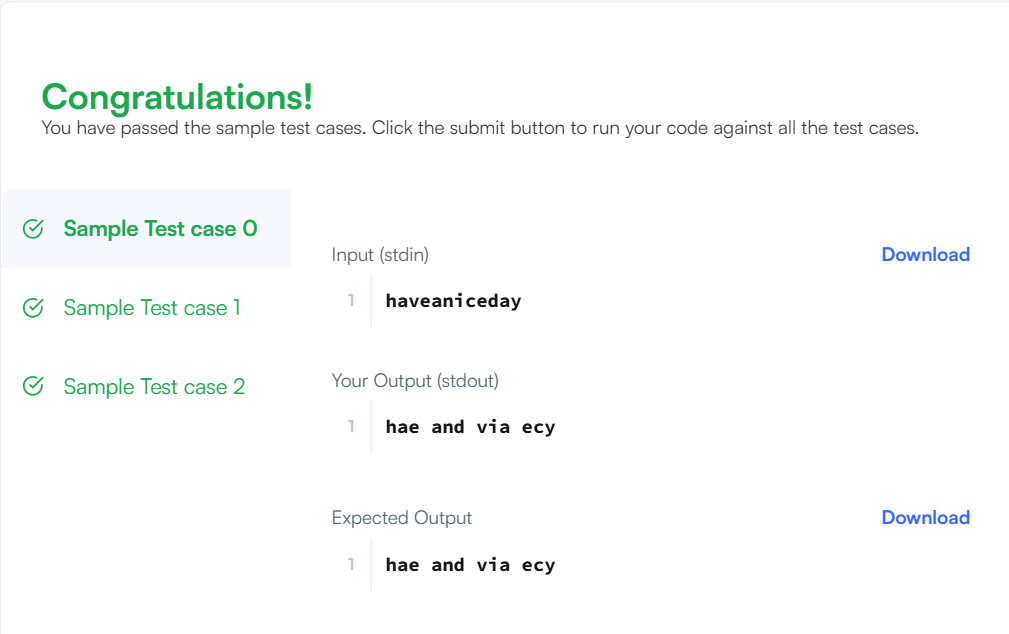 Congratulations!
You have passed the sample test cases. Click the submit button to run your code against all the test cases.
Sample Test case 0
Sample Test case 1
Sample Test case 2
Input (stdin)
Download
1 haveaniceday
Your Output (stdout)
1 hae and via ecy
Expected Output
Download
1 hae and via ecy